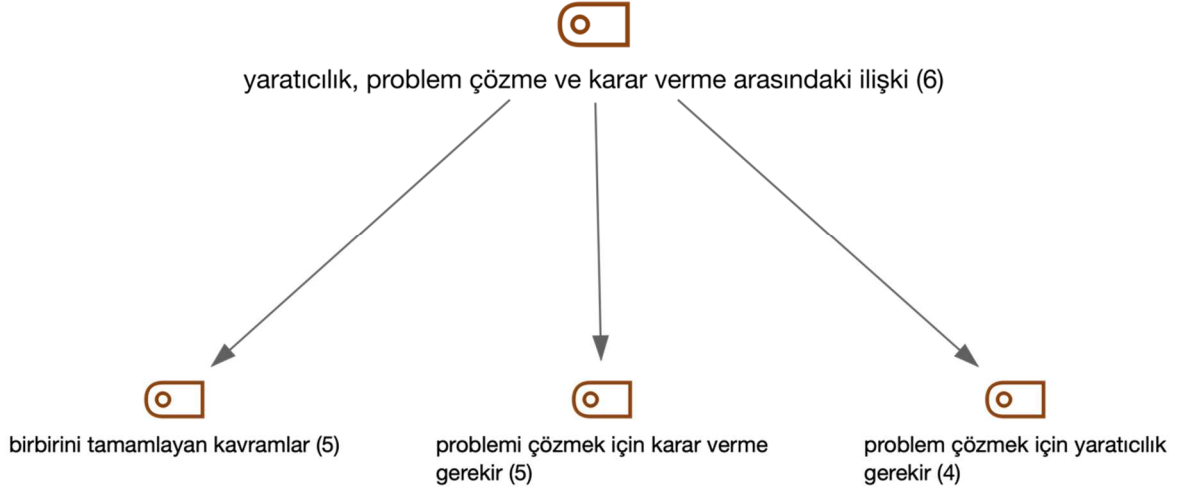 yaratıcılık, problem çözme ve karar verme arasındaki ilişki (6)
birbirini tamamlayan kavramlar (5)
problemi çözmek için karar verme
gerekir (5)
problem çözmek için yaratıcılık
gerekir (4)